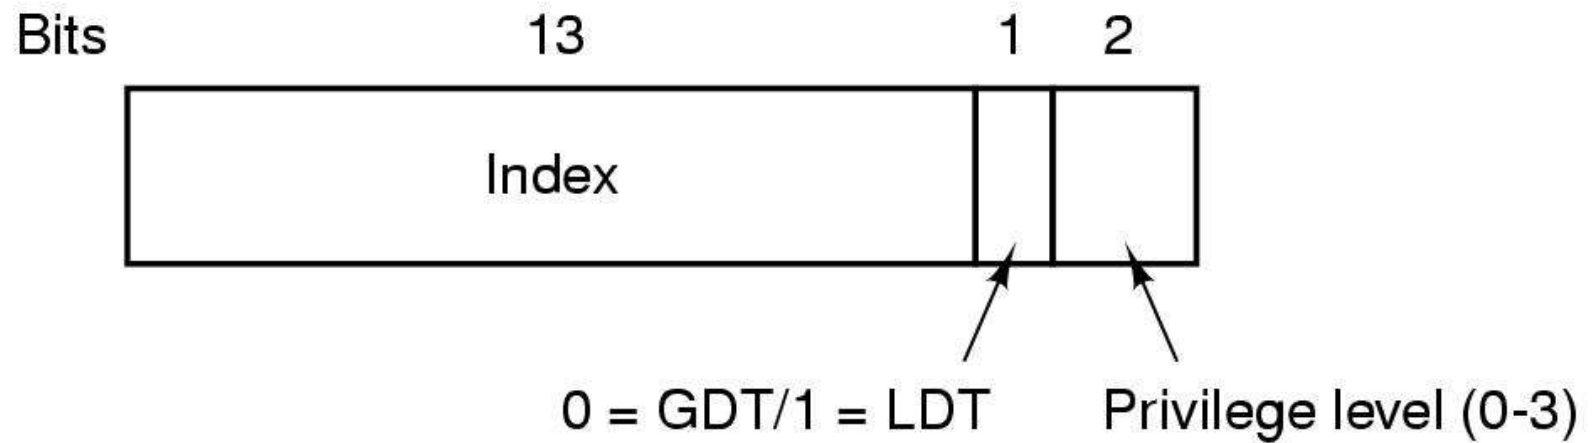 Bits 13 1 2
Index
0 = GDT/1 = LDT Privilege level (0-3)